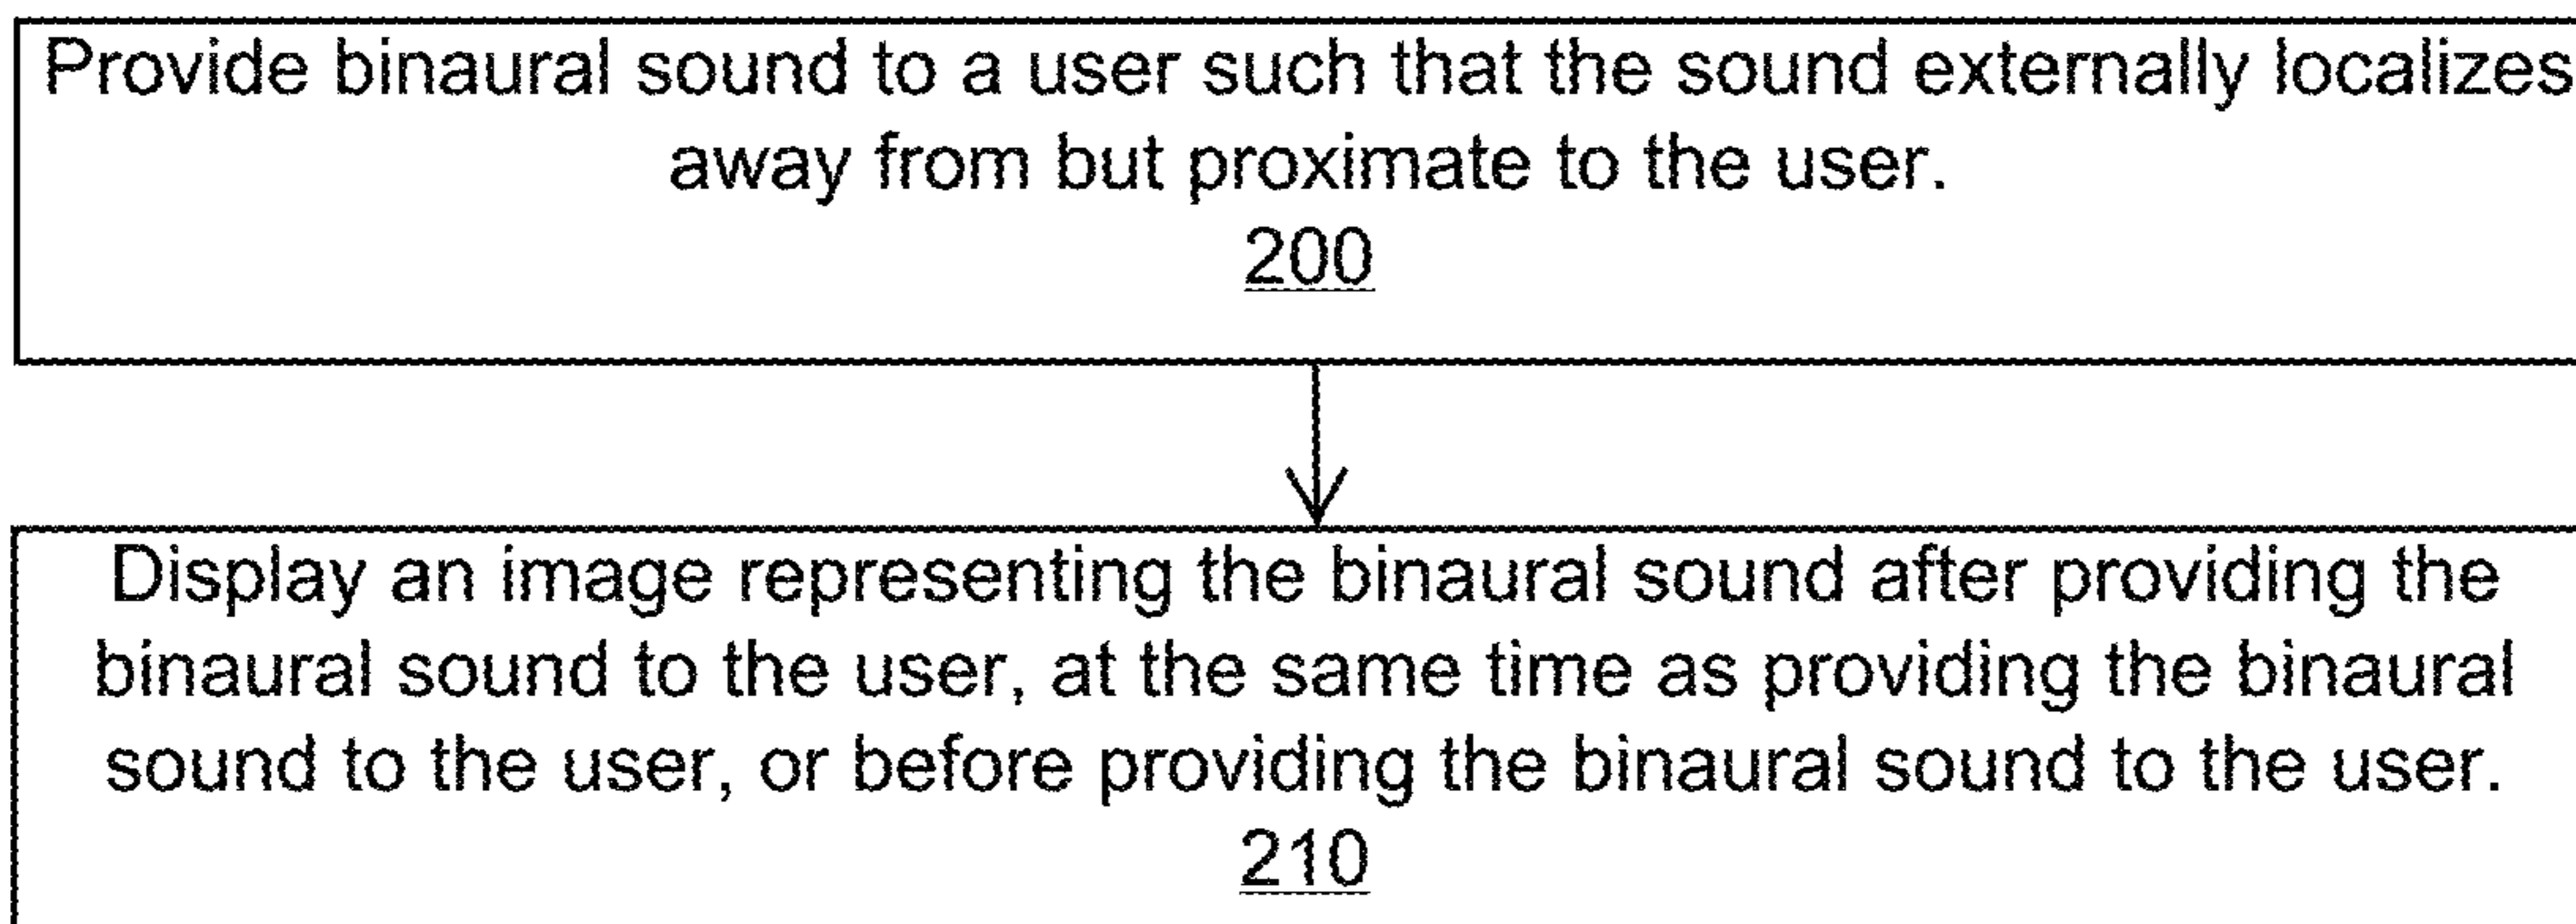 Provide binaural sound to a user such that the sound externally localizes
away from but proximate to the user.
200
Display an image representing the binaural sound after providing the
binaural sound to the user, at the same time as providing the binaural
sound to the user, or before providing the binaural sound to the user.
210